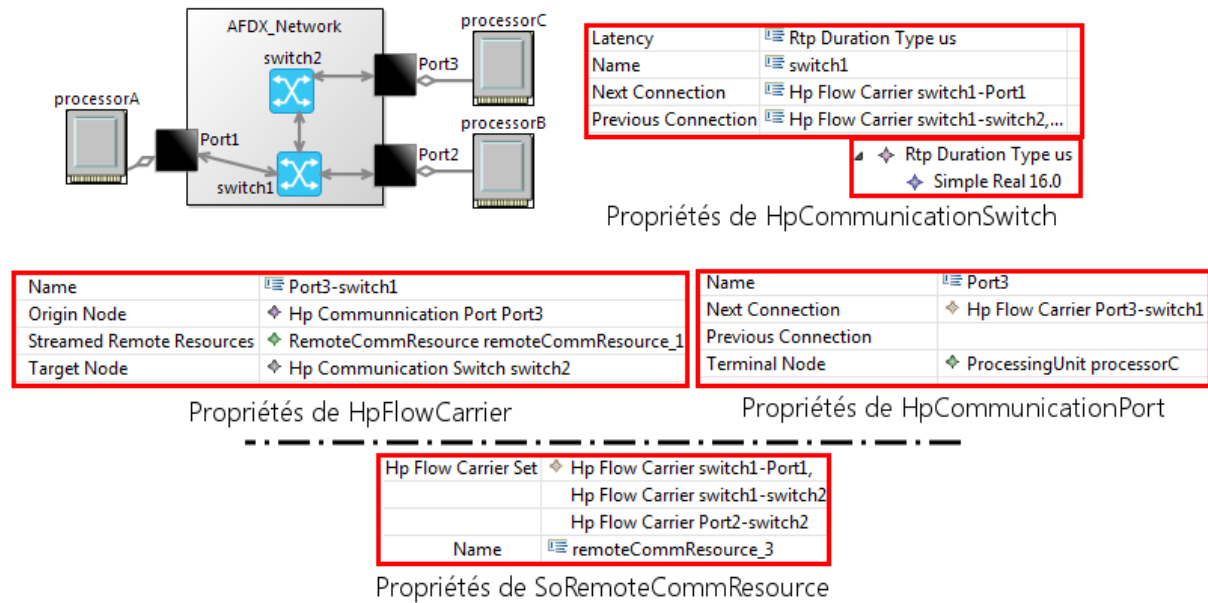 AFDX_Network
processorC
switch2
Port3
processorA
processorB
Port1
Port2
switch1
Latency Rtp Duration Type us
Name switch1
Next Connection Hp Flow Carrier switch1-Port1
Previous Connection Hp Flow Carrier switch1-switch2,...
Rtp Duration Type us
Simple Real 16.0
Propriétés de HpCommunicationSwitch
Name Port3-switch1
Origin Node Hp Communnication Port Port3
Streamed Remote Resources RemoteCommResource remoteCommResource_1
Target Node Hp Communication Switch switch2
Propriétés de HpFlowCarrier
Name Port3
Next Connection Hp Flow Carrier Port3-switch1
Previous Connection
Terminal Node ProcessingUnit processorC
Propriétés de HpCommunicationPort
Hp Flow Carrier Set Hp Flow Carrier switch1-Port1,
Hp Flow Carrier switch1-switch2
Hp Flow Carrier Port2-switch2
Name remoteCommResource_3
Propriétés de SoRemoteCommResource